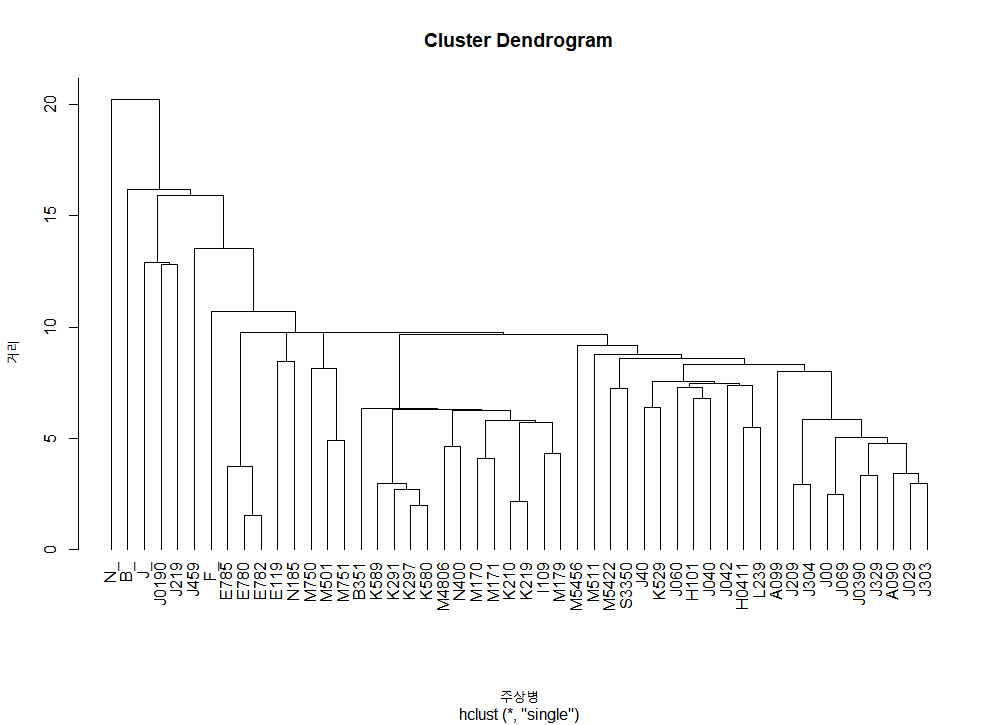 Cluster Dendrogram
거리
20
15
10
5
0
N_
B_
J_
J0190
J219
J459
F_
E785
E780
E782
E119
N185
M750
M501
M751
B351
K589
K291
K297
K580
M4806
N400
M170
M171
K210
K219
I109
M179
M5456
M511
M5422
S3350
J40
K529
J060
H101
J040
J042
H0411
L239
A099
J209
J304
J00
J069
J0390
J329
A090
J029
J303
주상병
hclust (*, "single")